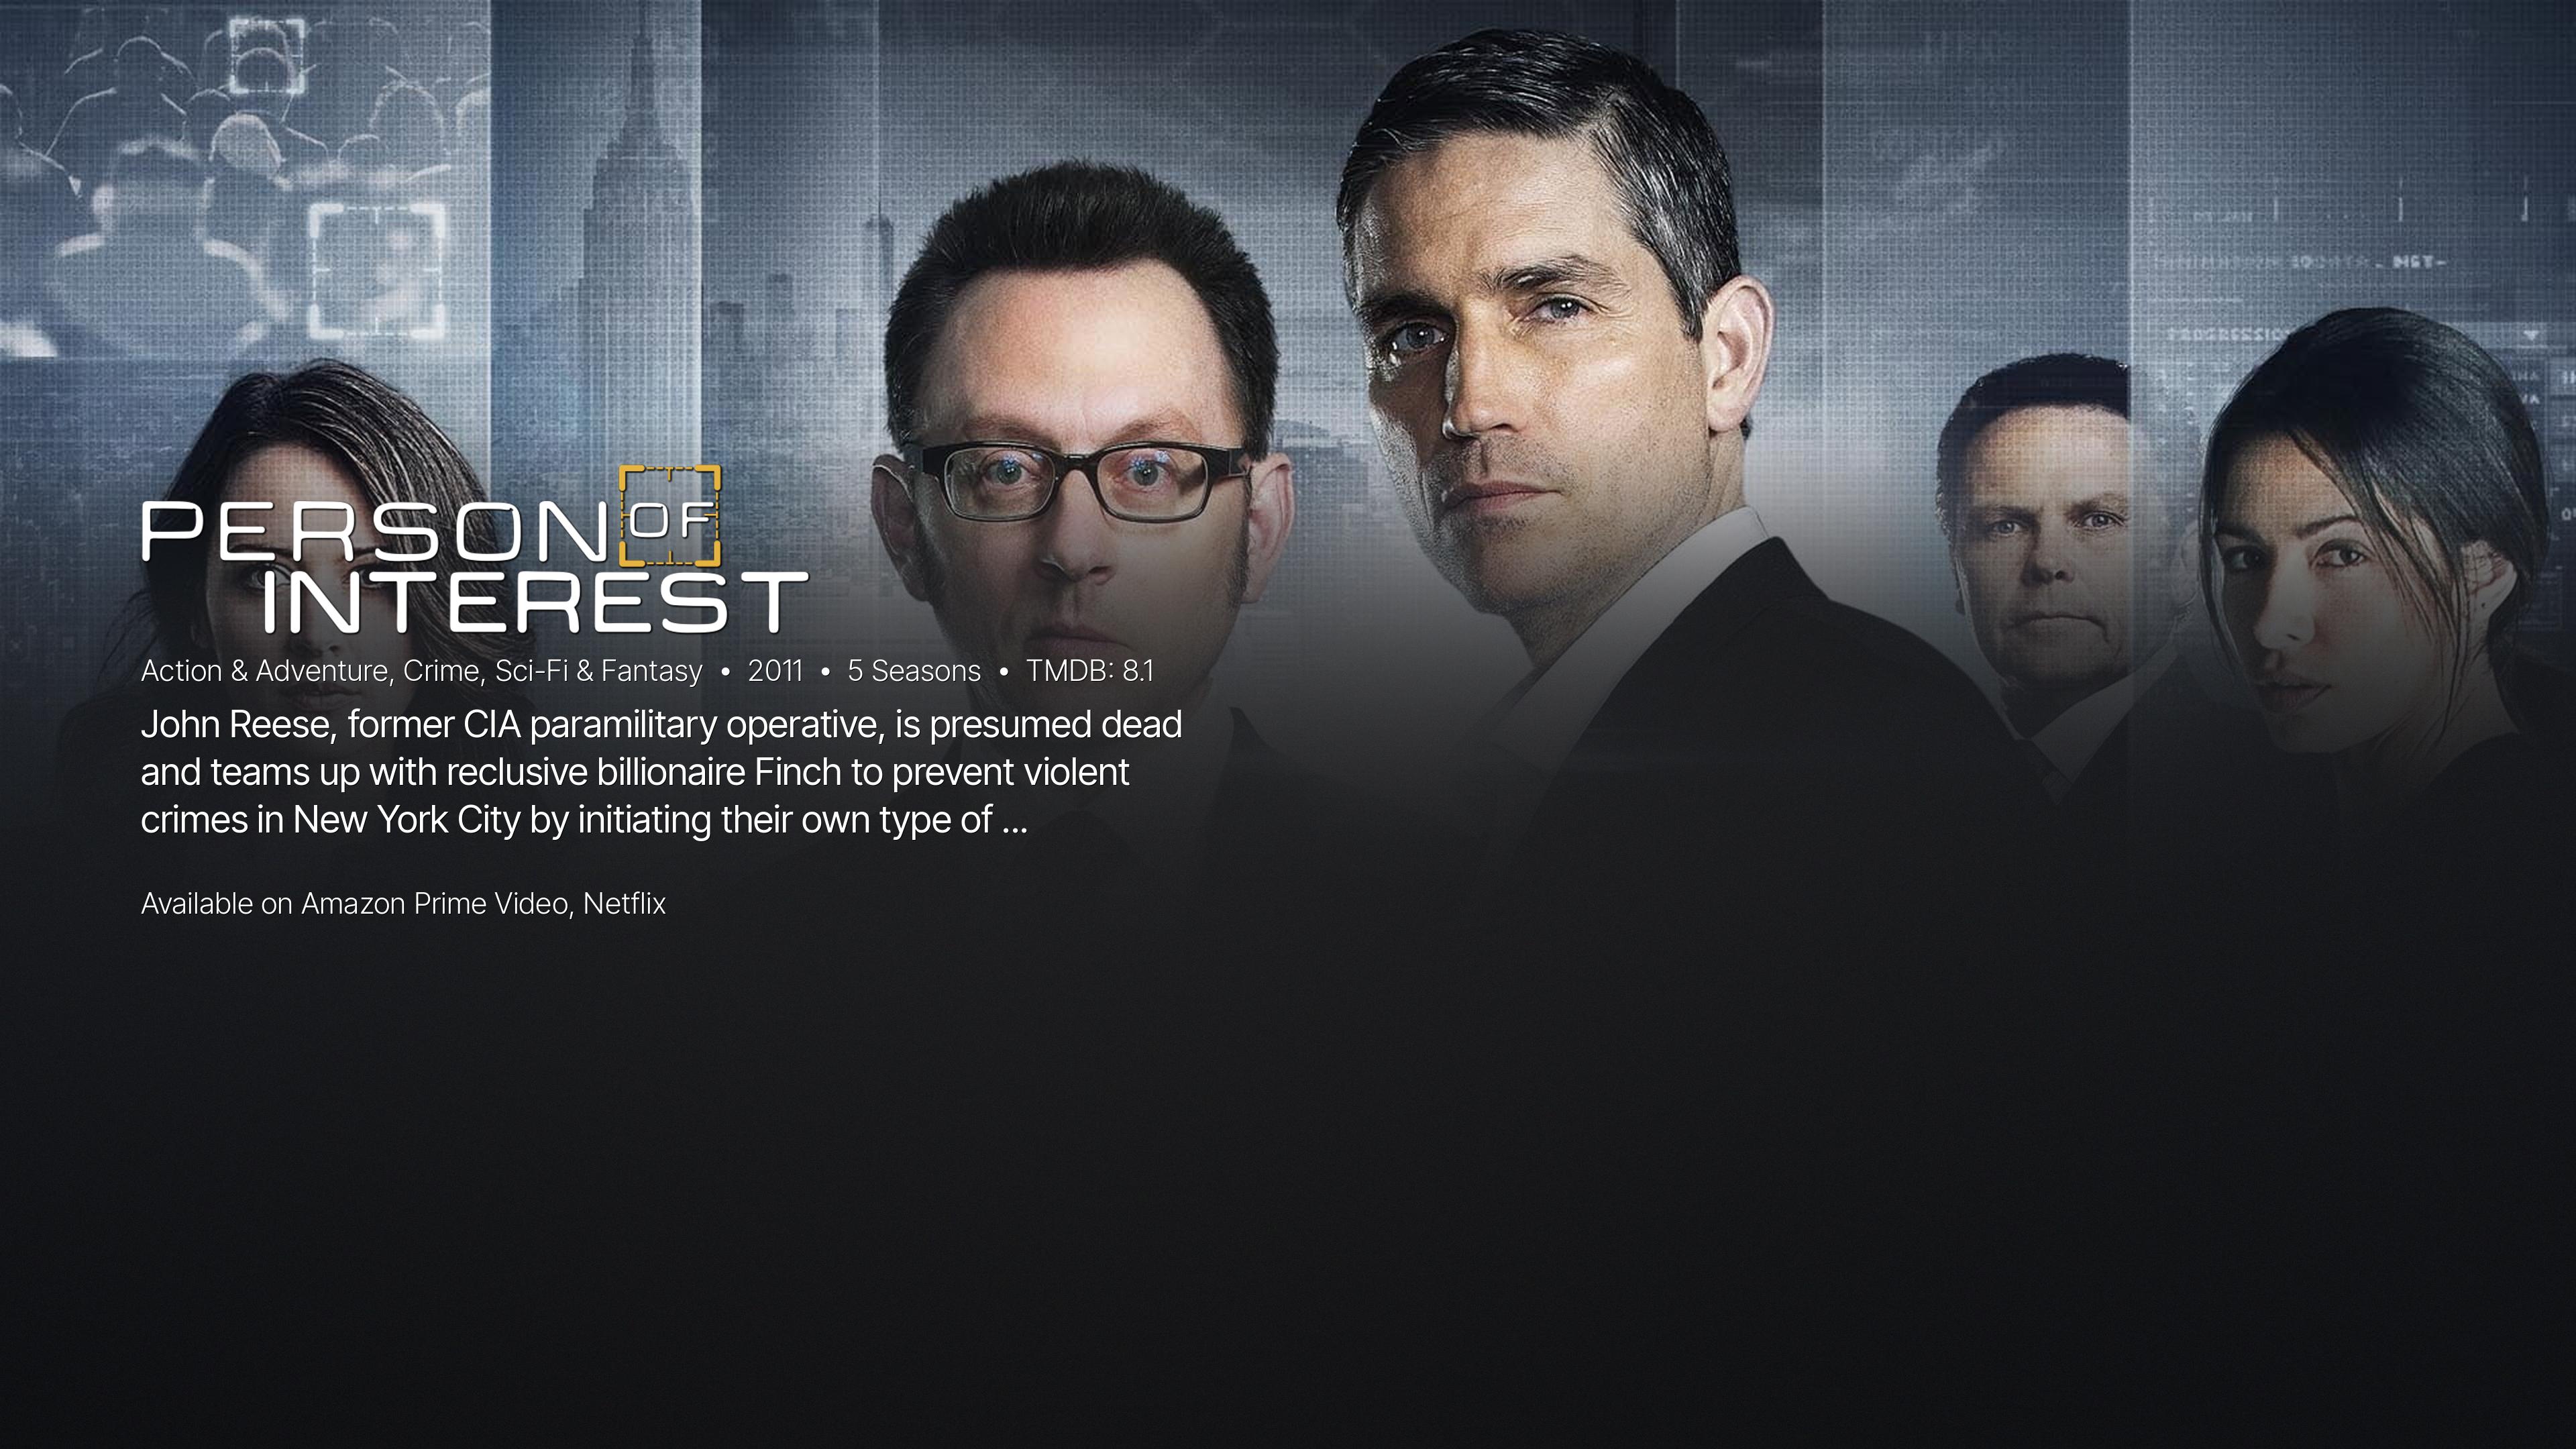 PERSON OF
INTEREST
Action & Adventure, Crime, Sci-Fi & Fantasy • 2011 • 5 Seasons • TMDB: 8.1
John Reese, former CIA paramilitary operative, is presumed dead
and teams up with reclusive billionaire Finch to prevent violent
crimes in New York City by initiating their own type of ...
Available on Amazon Prime Video, Netflix